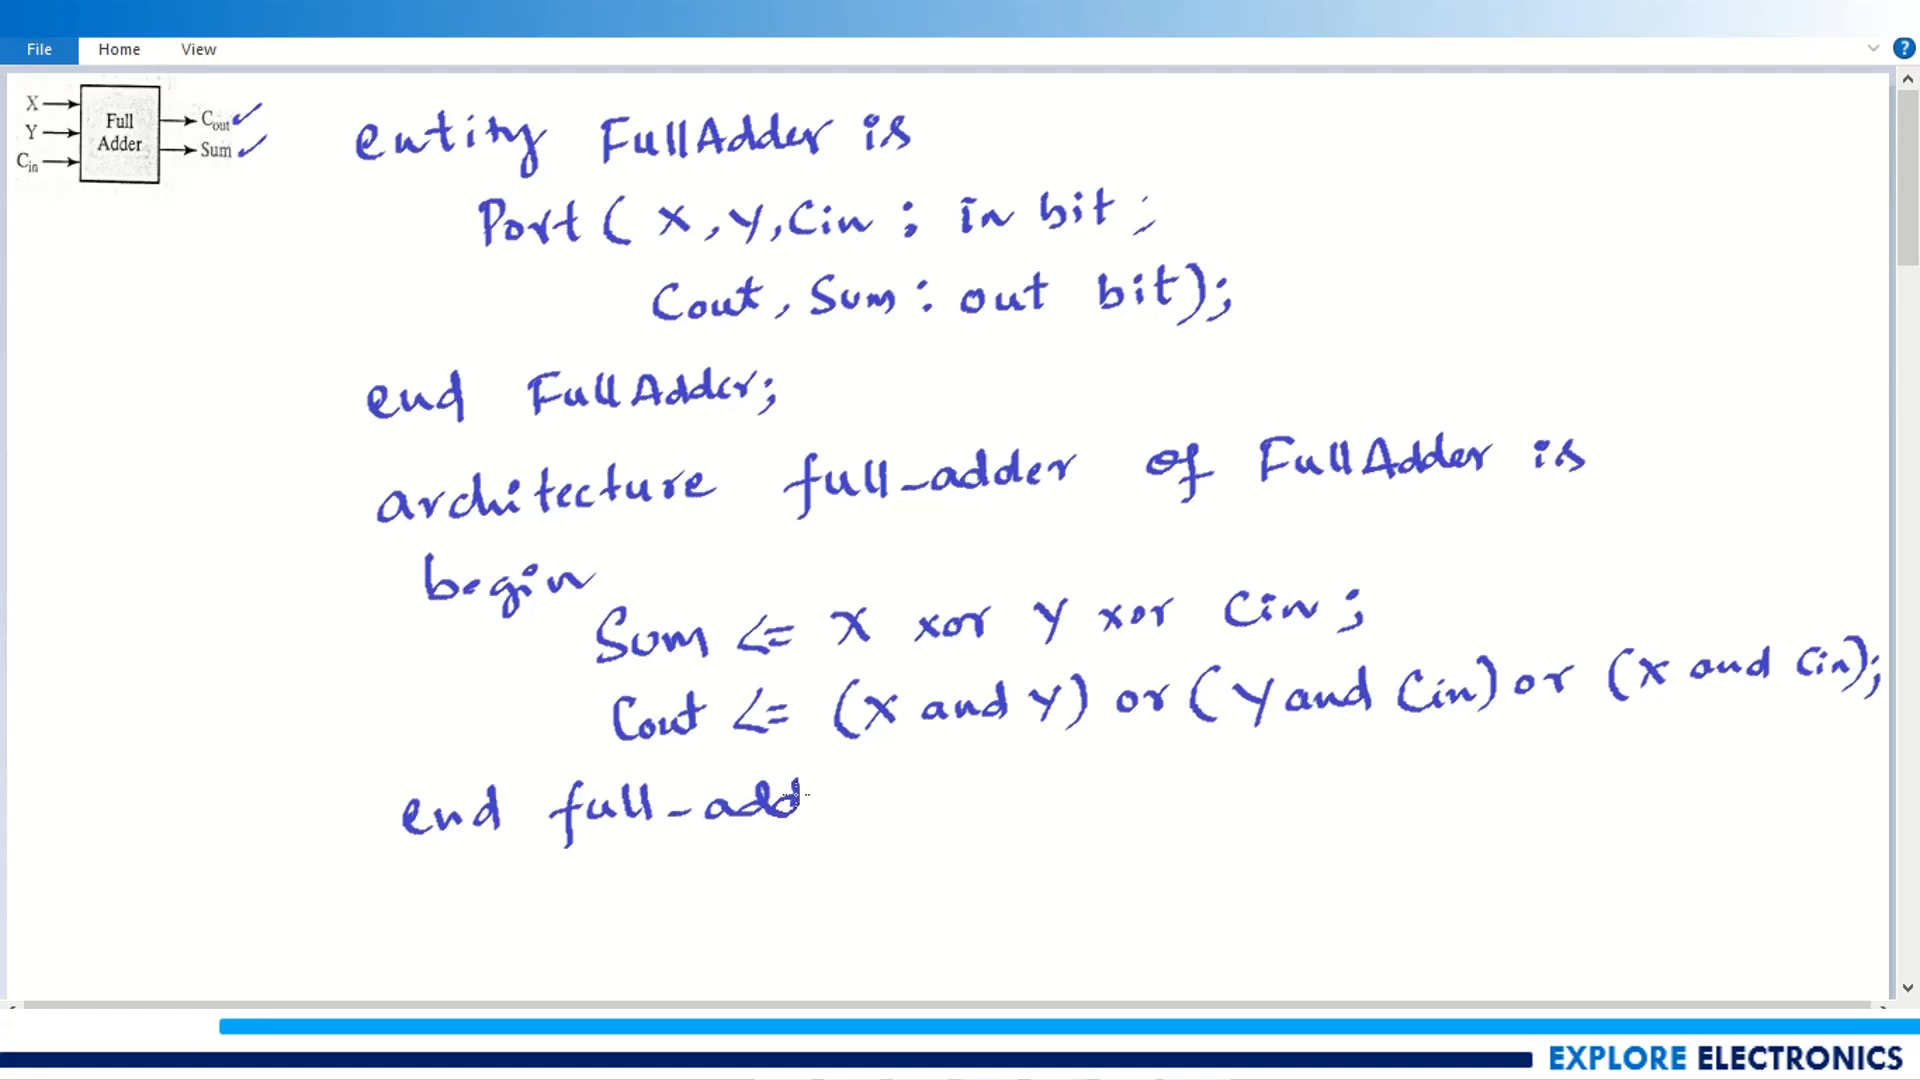 File Home View
?
X
Y
Cin
Full
Adder
Cout
Sum
entity FullAdder is
Port ( X, Y, Cin : in bit ;
Cout, Sum : out bit);
end FullAdder;
architecture full_adder of FullAdder is
begin
Sum <= X xor Y xor Cin ;
Cout <= (X and Y) or (Y and Cin) or (X and Cin);
end full_add
EXPLORE ELECTRONICS